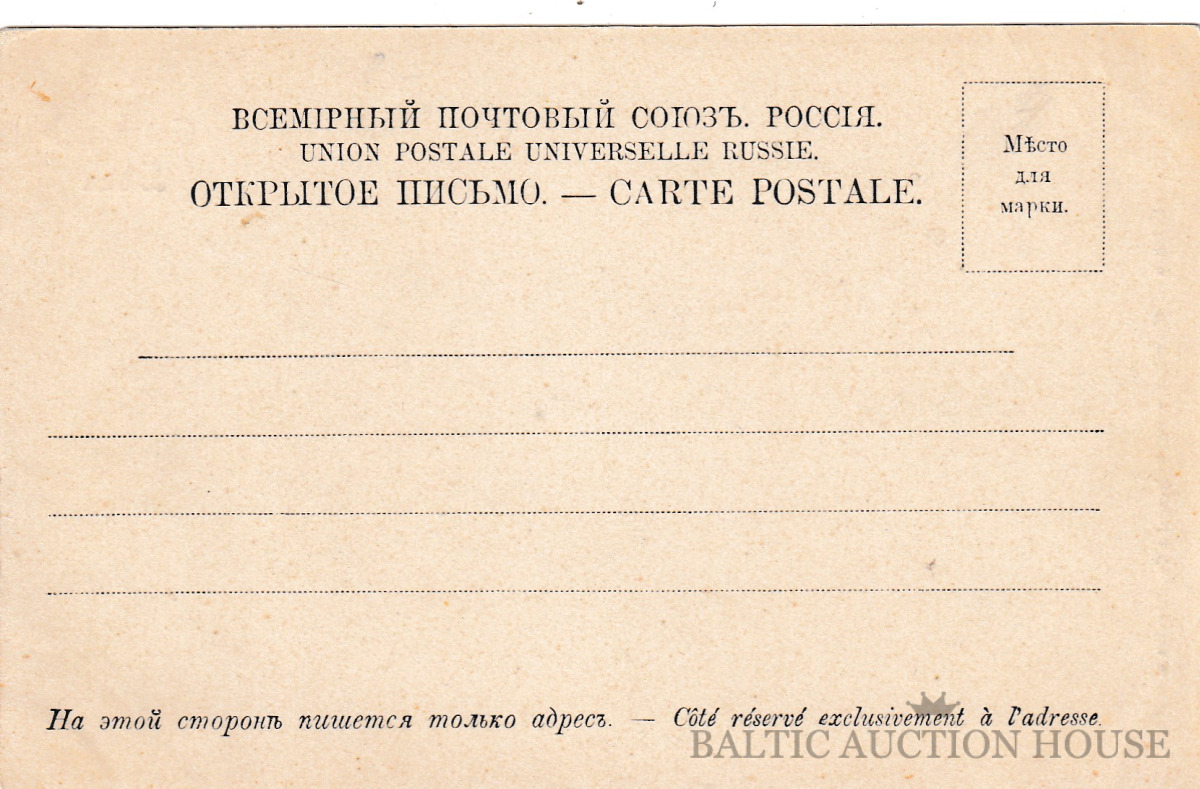 ВСЕМІРНЫЙ ПОЧТОВЫЙ СОЮЗЪ. РОССІЯ.
UNION POSTALE UNIVERSELLE RUSSIE.
ОТКРЫТОЕ ПИСЬМО. — CARTE POSTALE.
Мѣсто
для
марки.
На этой сторонѣ пишется только адресъ. — Côté réservé exclusivement à l'adresse.
BALTIC AUCTION HOUSE